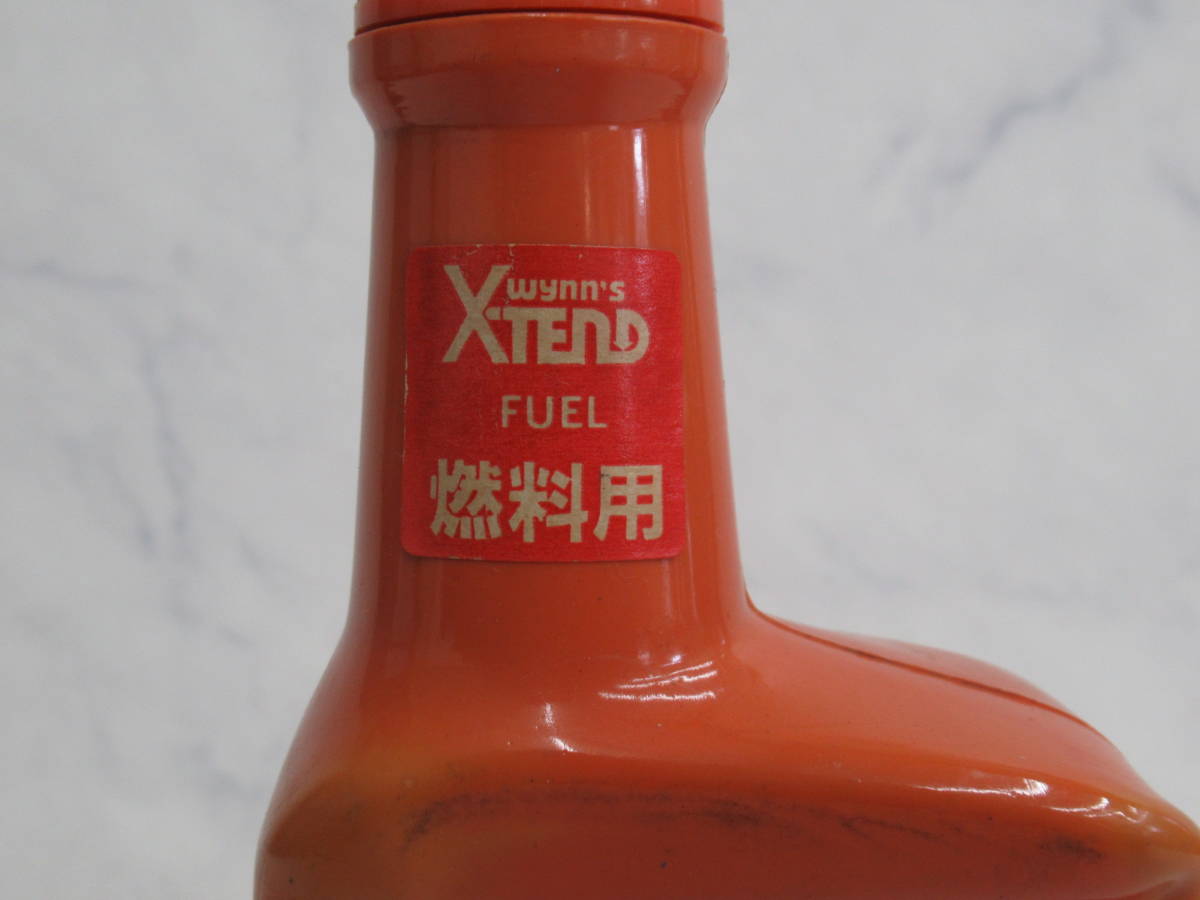 wynn's
X'TEND
FUEL
燃料用